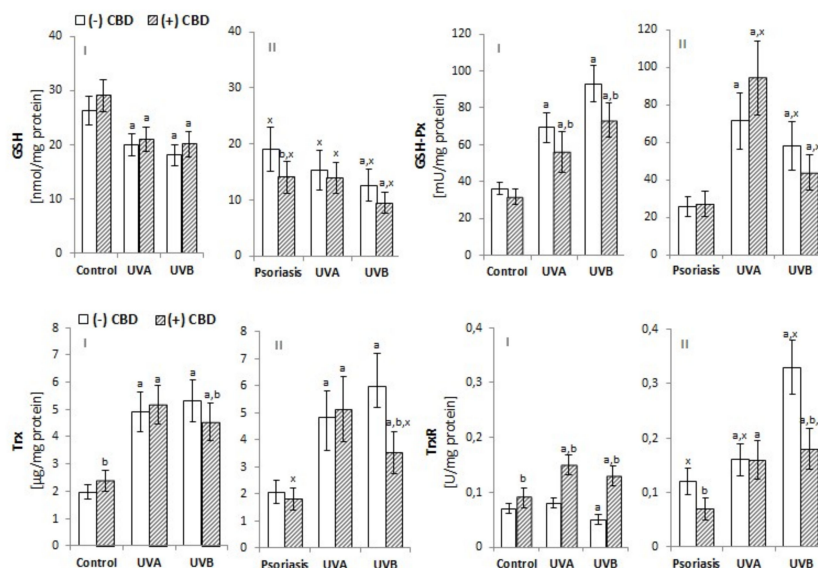 (-) CBD (+) CBD
GSH
[nmol/mg protein]
40
30
20
10
0
I
a a a a
Control UVA UVB
40
30
20
10
0
II
x b,x x x a,x a,x
Psoriasis UVA UVB
GSH-Px
[mU/mg protein]
120
100
80
60
40
20
0
I
a a,b a a,b
Control UVA UVB
120
100
80
60
40
20
0
II
a a,x a,x a,x
Psoriasis UVA UVB
(-) CBD (+) CBD
Trx
[µg/mg protein]
8
7
6
5
4
3
2
1
0
I
b a a a a,b
Control UVA UVB
8
7
6
5
4
3
2
1
0
II
x a a a a,b,x
Psoriasis UVA UVB
TrxR
[U/mg protein]
0,4
0,3
0,2
0,1
0,0
I
b a,b a a,b
Control UVA UVB
0,4
0,3
0,2
0,1
0,0
II
x b a,x a a,x a,b,
Psoriasis UVA UVB